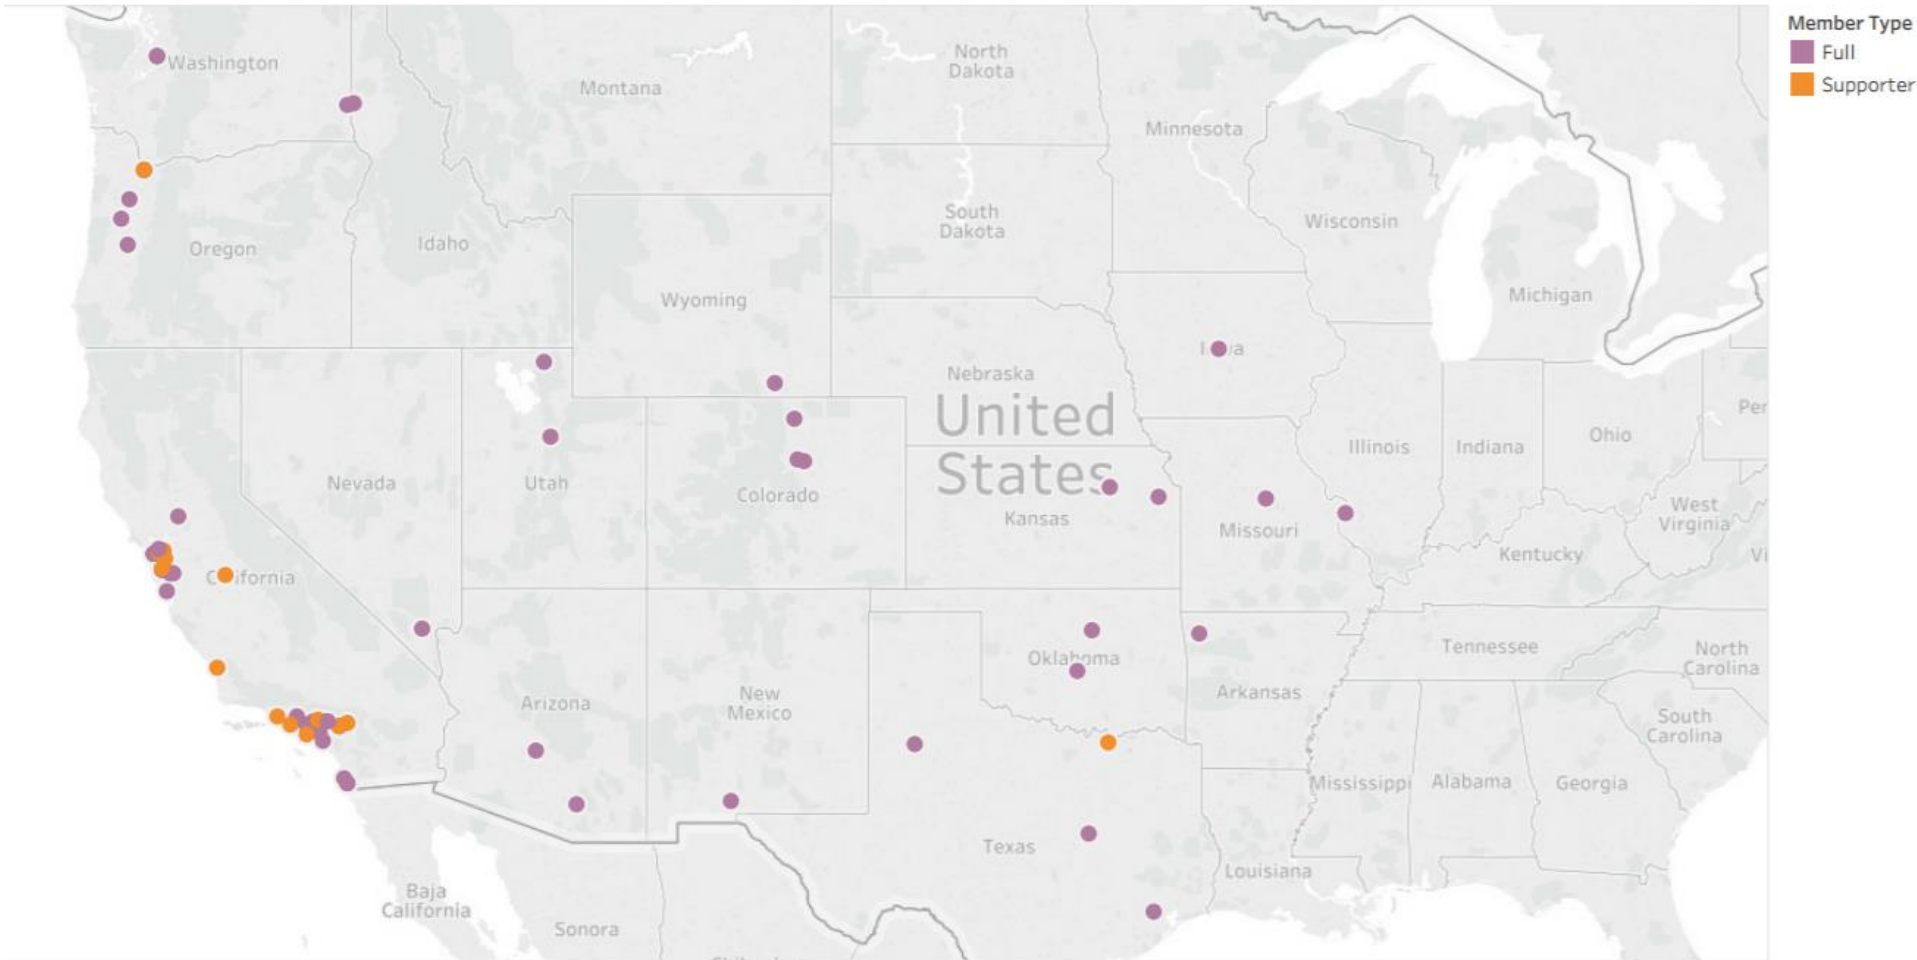 Member Type
Full
Supporter
Washington
Montana
North
Dakota
Minnesota
Oregon
Idaho
South
Dakota
Wisconsin
Wyoming
Michigan
Nebraska
United
States
Nevada
Utah
Colorado
Kansas
Missouri
Illinois
Indiana
Ohio
Per
West
Virginia
Kentucky
Vi
Tennessee
North
Carolina
Oklahoma
Arkansas
Arizona
New
Mexico
South
Carolina
Mississippi
Alabama
Georgia
Texas
Louisiana
Baja
California
Sonora